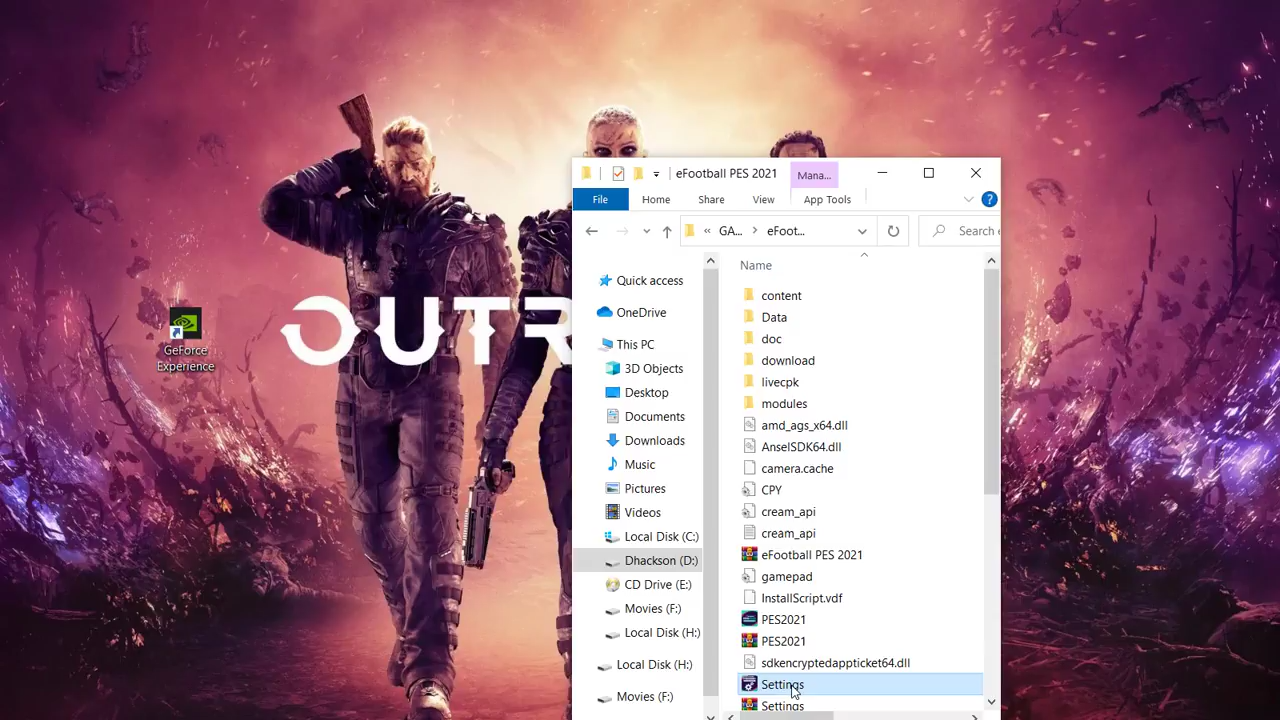 eFootball PES 2021
Mana...
File
Home
Share
View
App Tools
GA...
eFoot...
Search
Name
Quick access
OneDrive
This PC
3D Objects
Desktop
Documents
Downloads
Music
Pictures
Videos
Local Disk (C:)
Dhackson (D:)
CD Drive (E:)
Movies (F:)
Local Disk (H:)
Local Disk (H:)
Movies (F:)
content
Data
doc
download
livecpk
modules
amd_ags_x64.dll
AnselSDK64.dll
camera.cache
CPY
cream_api
cream_api
eFootball PES 2021
gamepad
InstallScript.vdf
PES2021
PES2021
sdkencryptedappticket64.dll
Settings
Settings
OUTR
GeForce
Experience